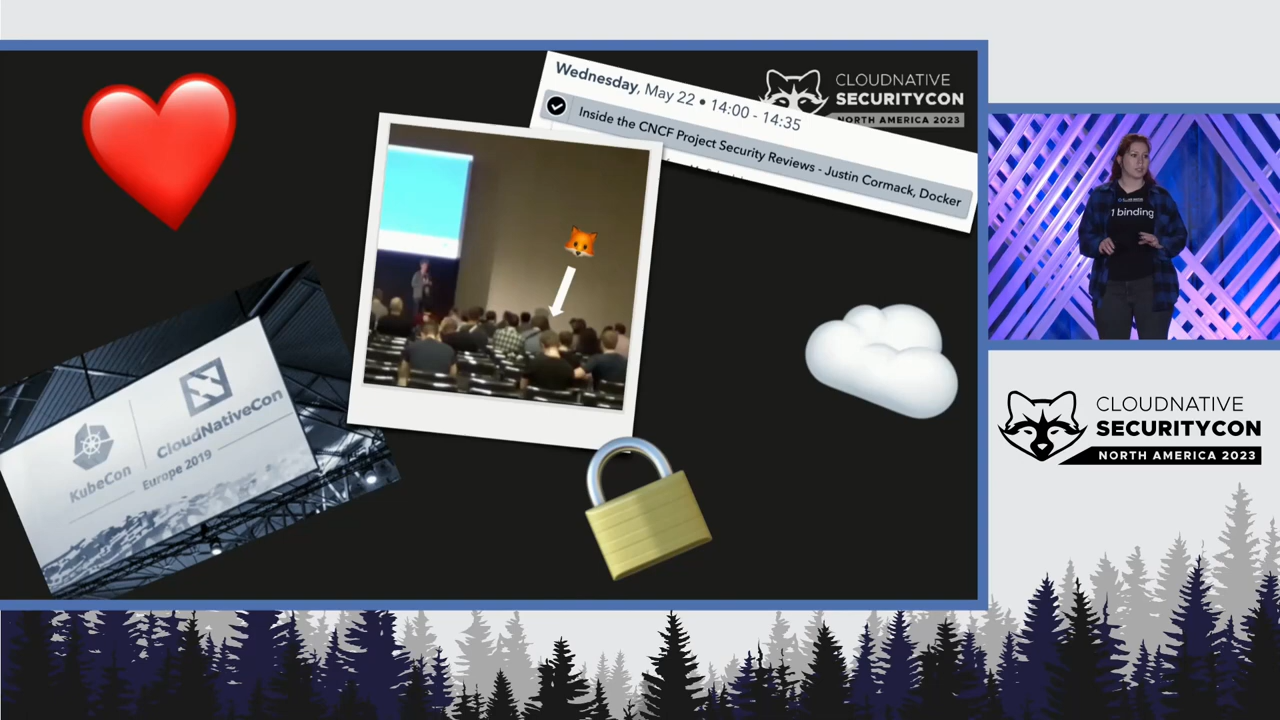 Wednesday, May 22 • 14:00 - 14:35
Inside the CNCF Project Security Reviews - Justin Cormack, Docker
CLOUDNATIVE
SECURITYCON
NORTH AMERICA 2023
KubeCon
CloudNativeCon
Europe 2019
1 binding
CLOUDNATIVE
SECURITYCON
NORTH AMERICA 2023